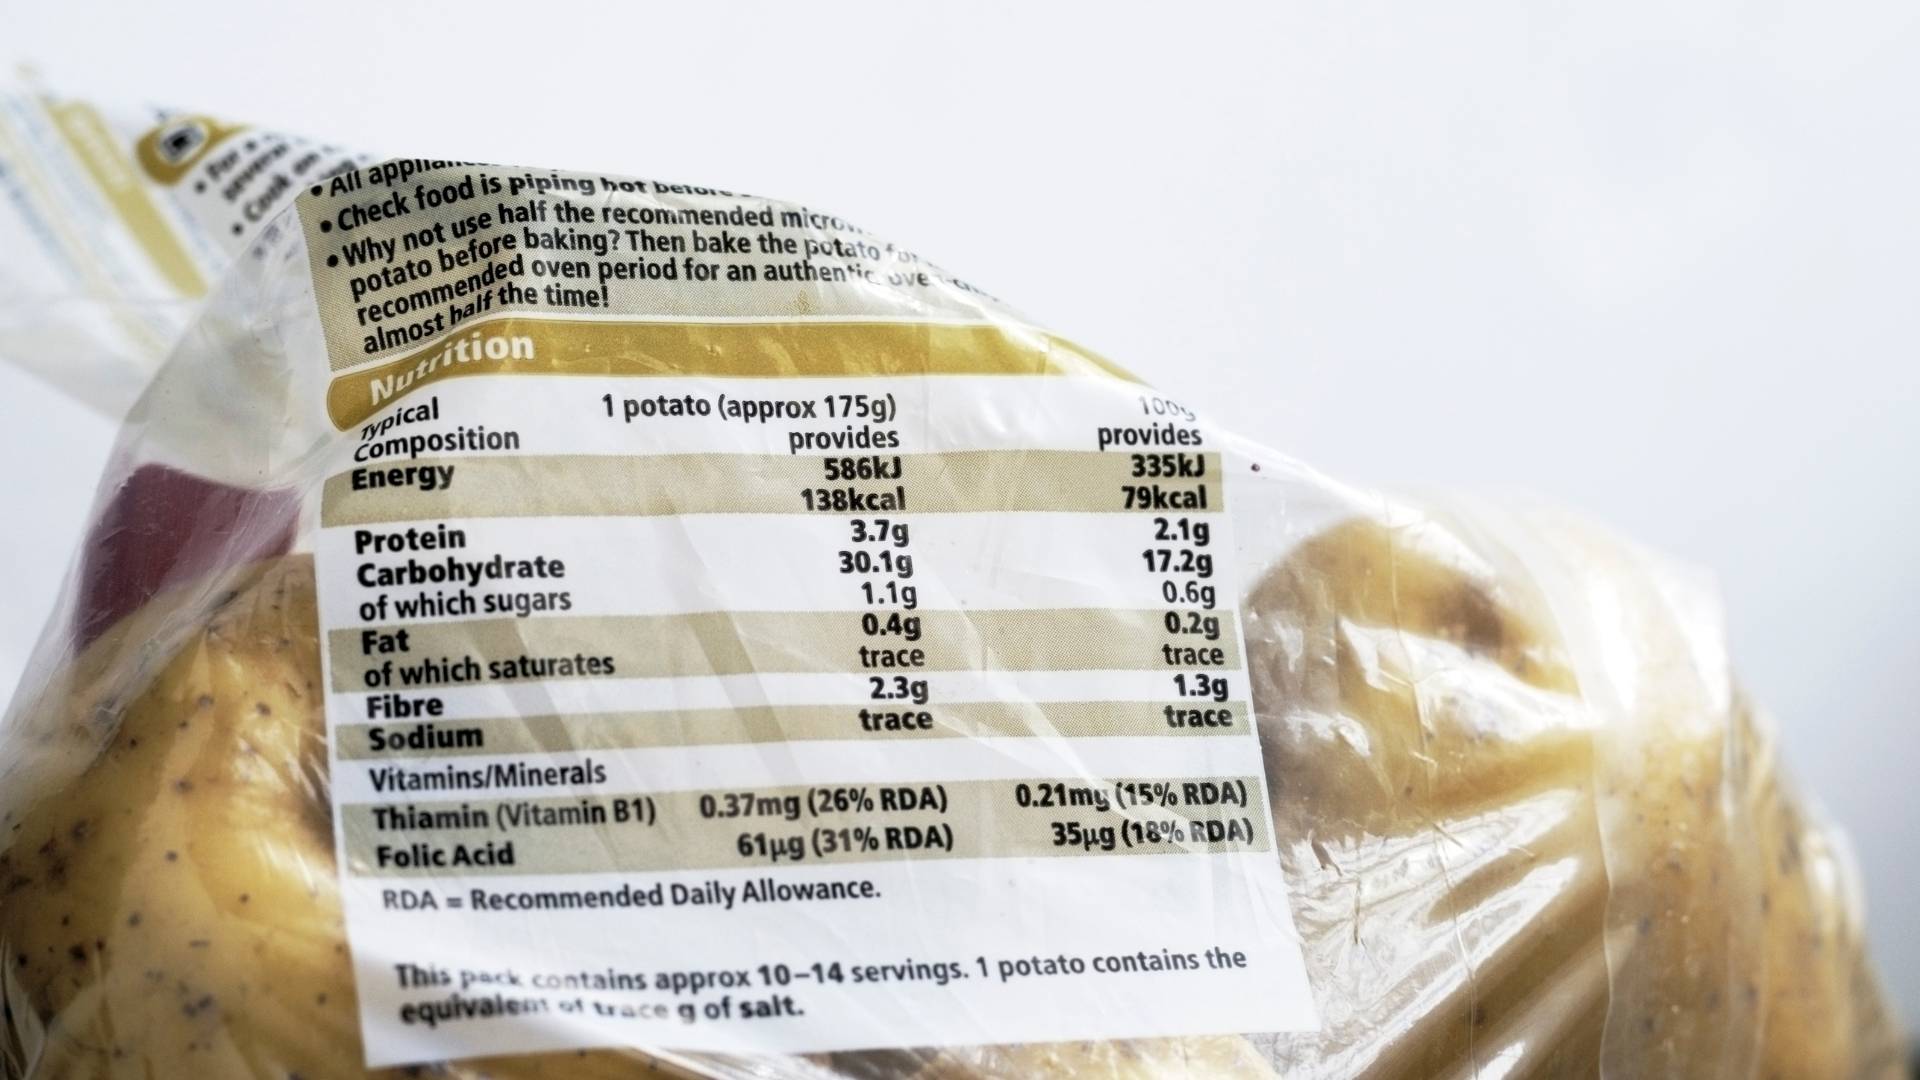 • All
• Check food is piping hot before
• Why not use half the recommended
potato before baking? Then bake the potato for
recommended oven period for an authentic
almost half the time!
Nutrition
Typical 1 potato (approx 175g) 100g
Composition provides provides
Energy 586kJ 335kJ
138kcal 79kcal
Protein 3.7g 2.1g
Carbohydrate 30.1g 17.2g
of which sugars 1.1g 0.6g
Fat 0.4g 0.2g
of which saturates trace trace
Fibre 2.3g 1.3g
Sodium trace trace
Vitamins/Minerals
Thiamin (Vitamin B1) 0.37mg (26% RDA) 0.21mg (15% RDA)
Folic Acid 61µg (31% RDA) 35µg (18% RDA)
RDA = Recommended Daily Allowance.
This pack contains approx 10–14 servings. 1 potato contains the
equivalent of trace g of salt.